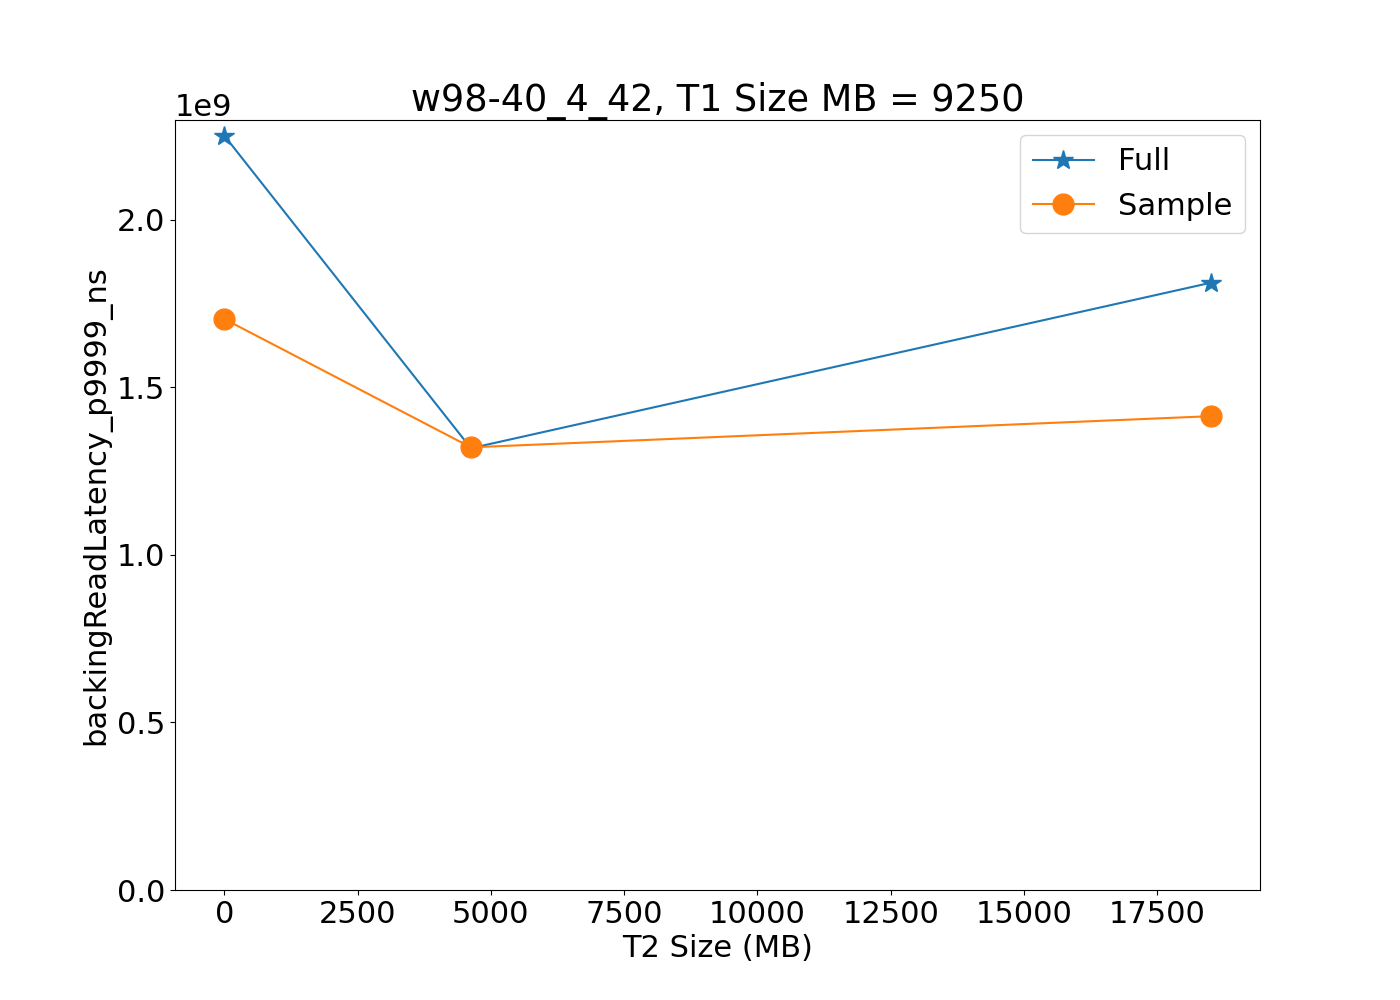 w98-40_4_42, T1 Size MB = 9250
1e9
Full
Sample
2.0
1.5
1.0
0.5
0.0
backingReadLatency_p9999_ns
0 2500 5000 7500 10000 12500 15000 17500
T2 Size (MB)